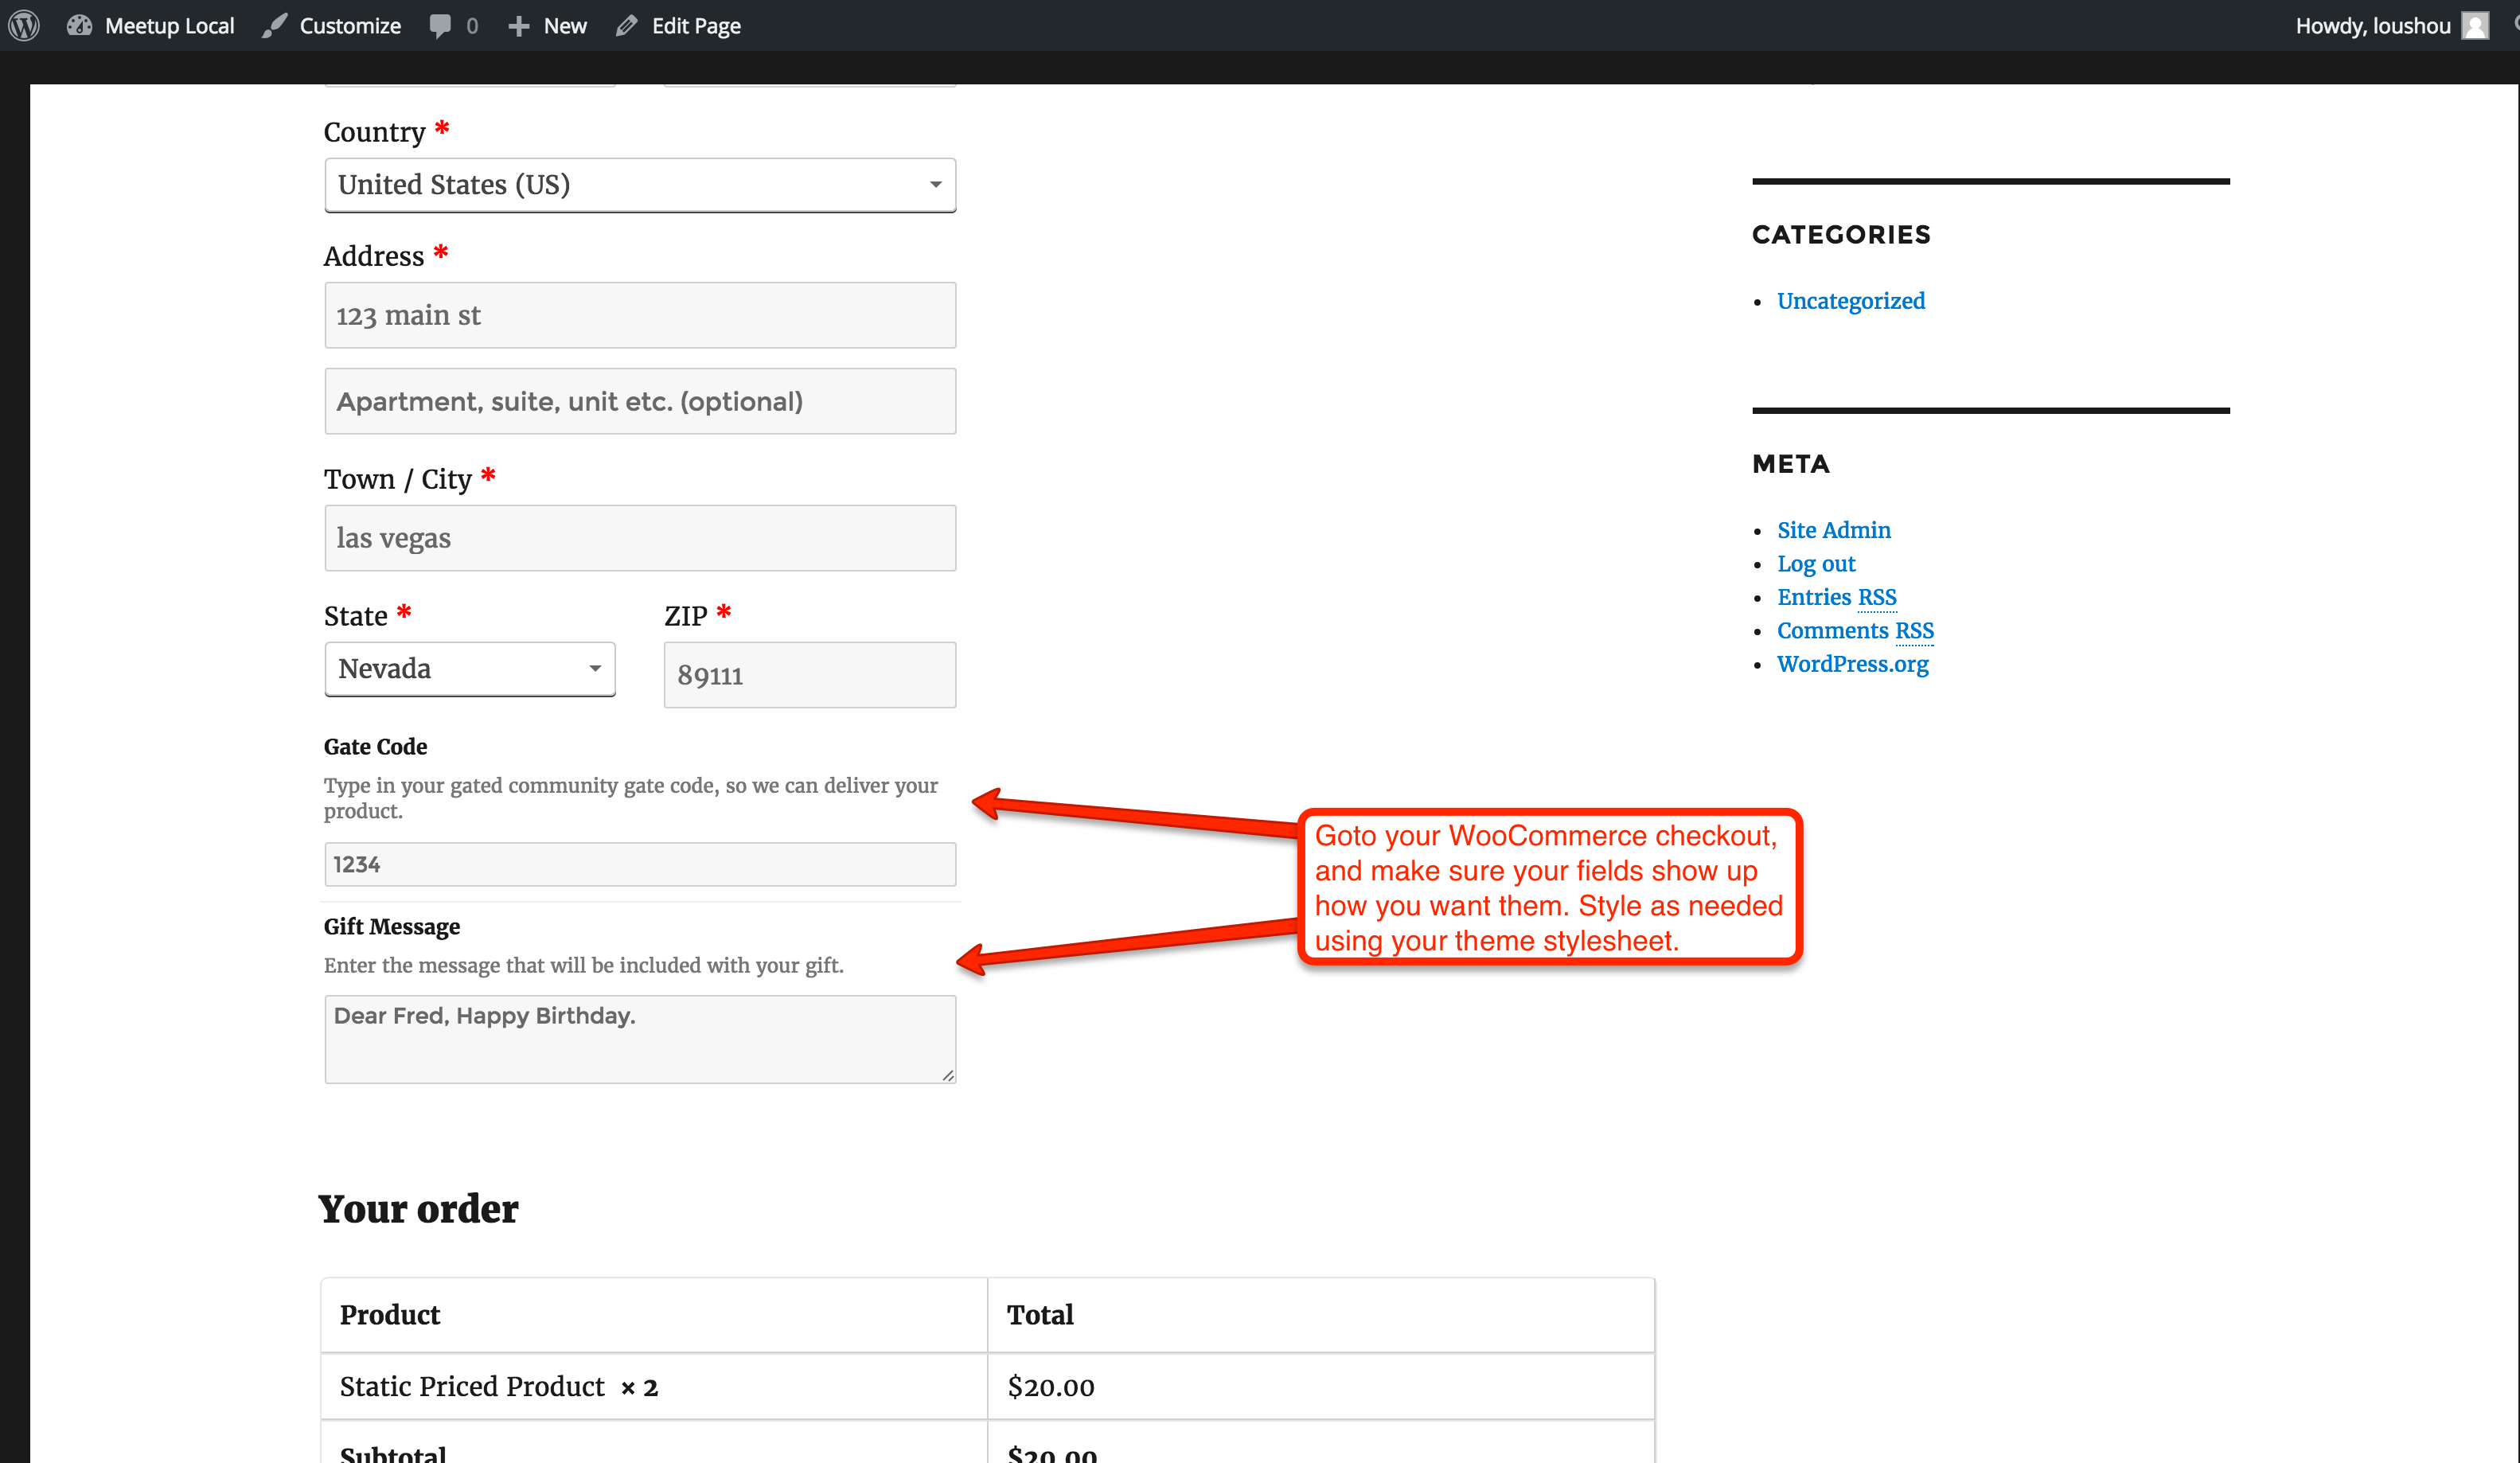 Meetup Local Customize 0 New Edit Page Howdy, loushou
Country *
United States (US)
Address *
123 main st
Apartment, suite, unit etc. (optional)
Town / City *
las vegas
State * ZIP *
Nevada 89111
Gate Code
Type in your gated community gate code, so we can deliver your
product.
1234
Gift Message
Enter the message that will be included with your gift.
Dear Fred, Happy Birthday.
Goto your WooCommerce checkout,
and make sure your fields show up
how you want them. Style as needed
using your theme stylesheet.
CATEGORIES
Uncategorized
META
Site Admin
Log out
Entries RSS
Comments RSS
WordPress.org
Your order
Product Total
Static Priced Product × 2 $20.00
Subtotal $20.00